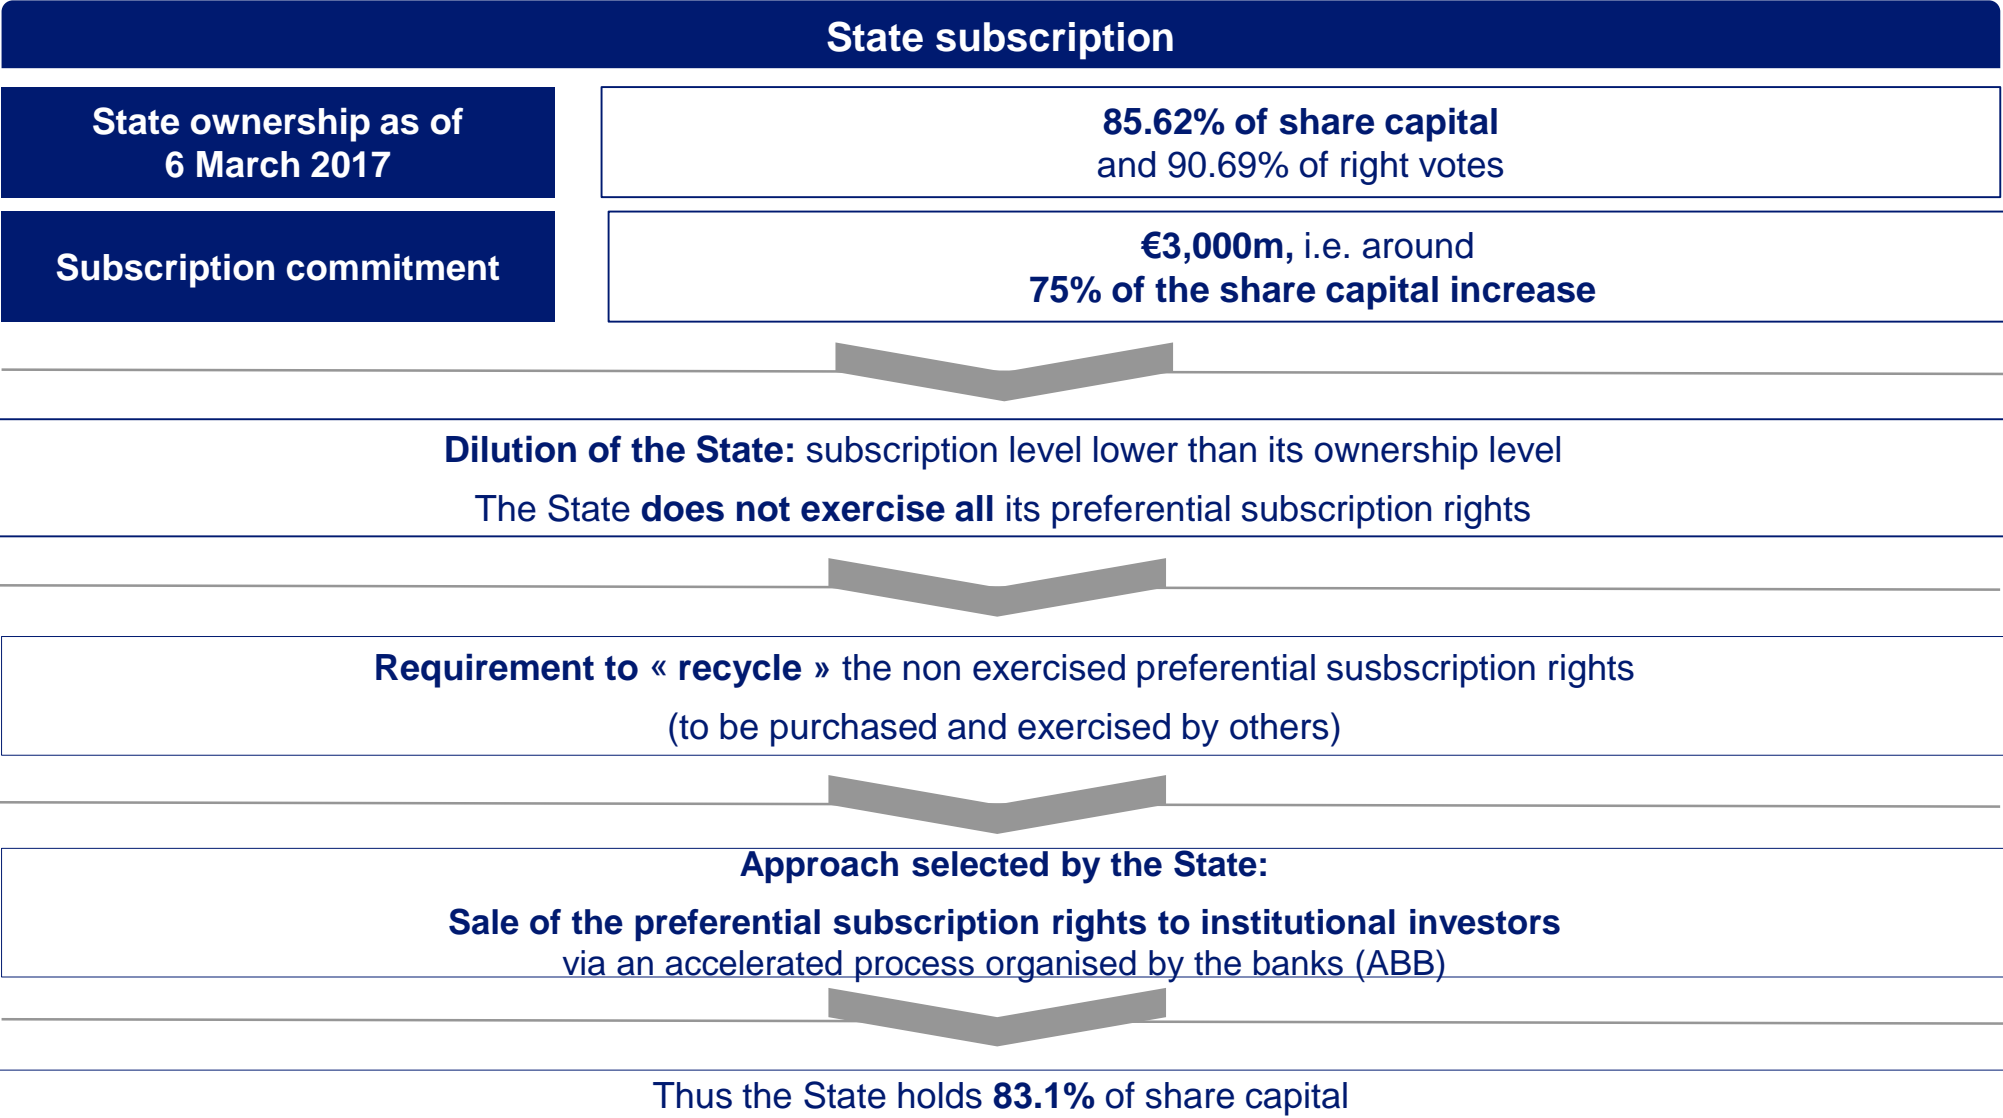 State subscription
State ownership as of
6 March 2017
85.62% of share capital
and 90.69% of right votes
Subscription commitment
€3,000m, i.e. around
75% of the share capital increase
Dilution of the State: subscription level lower than its ownership level
The State does not exercise all its preferential subscription rights
Requirement to « recycle » the non exercised preferential susbscription rights
(to be purchased and exercised by others)
Approach selected by the State:
Sale of the preferential subscription rights to institutional investors
via an accelerated process organised by the banks (ABB)
Thus the State holds 83.1% of share capital